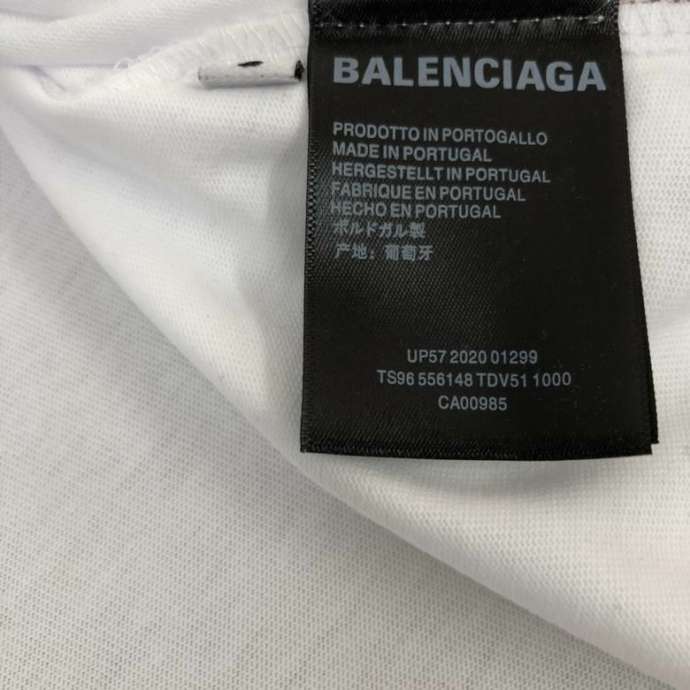 BALENCIAGA
PRODOTTO IN PORTOGALLO
MADE IN PORTUGAL
HERGESTELLT IN PORTUGAL
FABRIQUE EN PORTUGAL
HECHO EN PORTUGAL
ポルドガル製
产地：葡萄牙
UP57 2020 01299
TS96 556148 TDV51 1000
CA00985